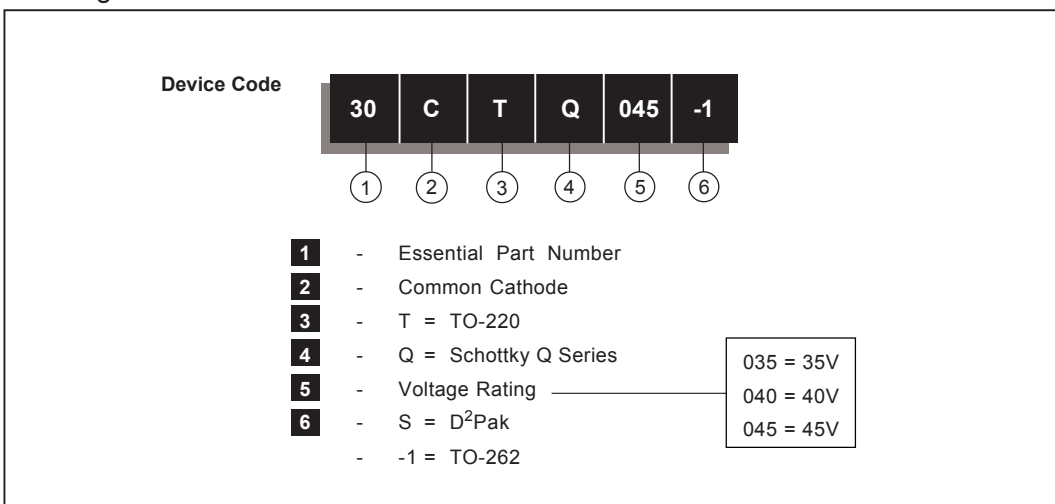 Device Code
30 C T Q 045 -1
1 2 3 4 5 6
1 - Essential Part Number
2 - Common Cathode
3 - T = TO-220
4 - Q = Schottky Q Series
5 - Voltage Rating
6 - S = D²Pak
- -1 = TO-262
035 = 35V
040 = 40V
045 = 45V